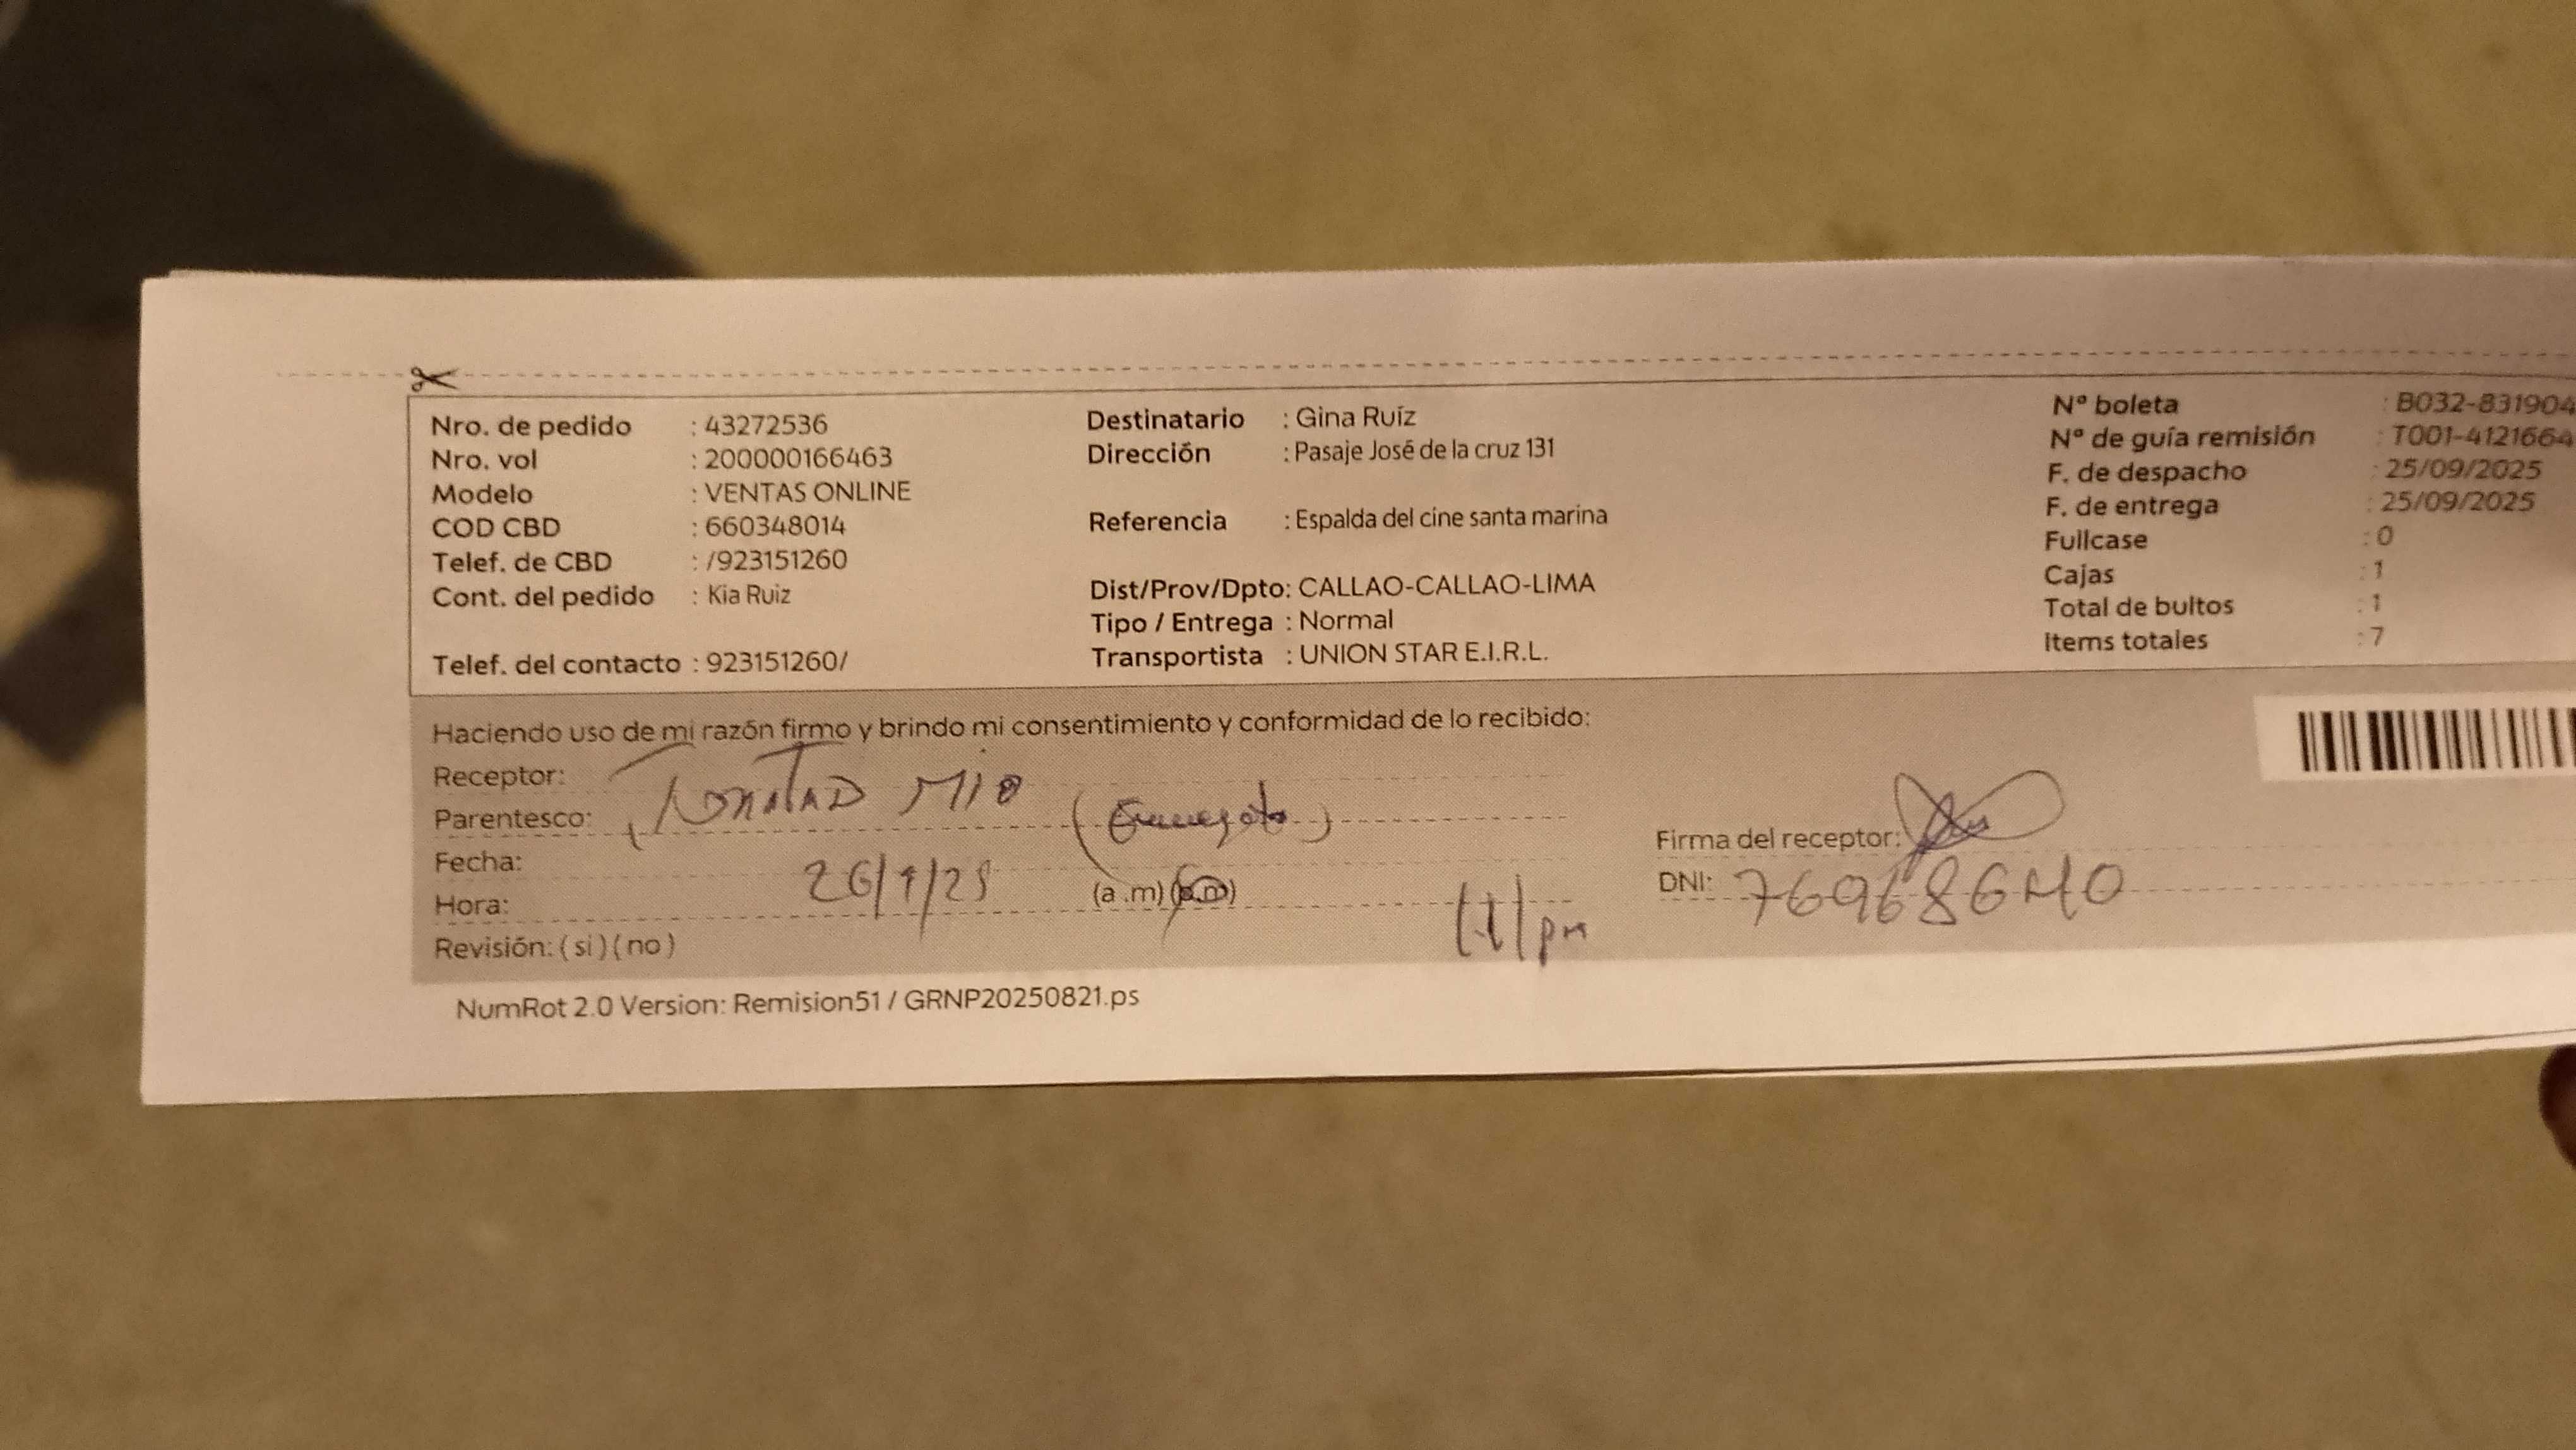 Nro. de pedido : 43272536
Nro. vol : 200000166463
Modelo : VENTAS ONLINE
COD CBD : 660348014
Telef. de CBD : /923151260
Cont. del pedido : Kia Ruiz
Telef. del contacto : 923151260/
Destinatario : Gina Ruíz
Dirección : Pasaje José de la cruz 131
Referencia : Espalda del cine santa marina
Dist/Prov/Dpto: CALLAO-CALLAO-LIMA
Tipo / Entrega : Normal
Transportista : UNION STAR E.I.R.L.
Nº boleta : B032-831904
Nº de guía remisión : T001-4121664
F. de despacho : 25/09/2025
F. de entrega : 25/09/2025
Fullcase : 0
Cajas : 1
Total de bultos : 1
Items totales : 7
Haciendo uso de mi razón firmo y brindo mi consentimiento y conformidad de lo recibido:
Receptor:
Parentesco:
Fecha: 26/9/25
Hora: (a .m) (p.m) pm
Revisión: ( si ) ( no )
Firma del receptor:
DNI:
NumRot 2.0 Version: Remision51 / GRNP20250821.ps